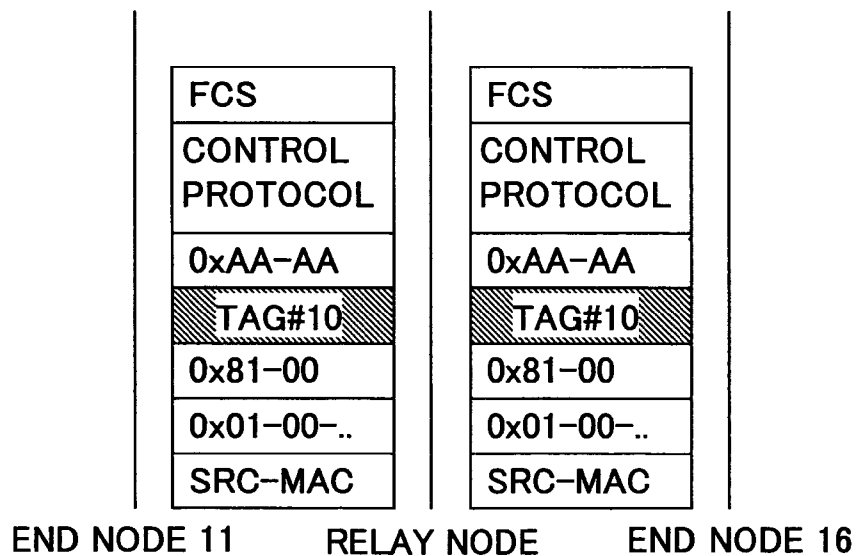 FCS
CONTROL
PROTOCOL
0xAA-AA
TAG#10
0x81-00
0x01-00-..
SRC-MAC
FCS
CONTROL
PROTOCOL
0xAA-AA
TAG#10
0x81-00
0x01-00-..
SRC-MAC
END NODE 11 RELAY NODE END NODE 16